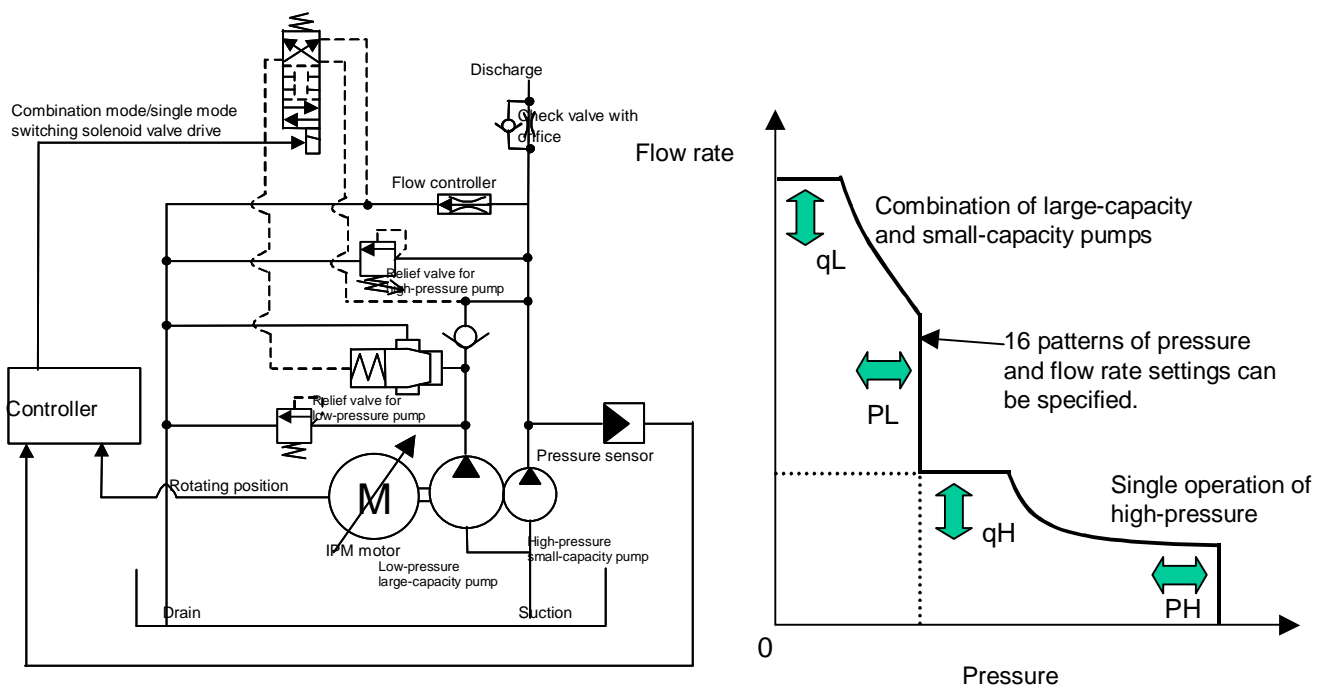 Discharge
Combination mode/single mode
switching solenoid valve drive
Check valve with
orifice
Flow controller
Relief valve for
high-pressure pump
Controller
Relief valve for
low-pressure pump
Pressure sensor
Rotating position
M
IPM motor
High-pressure
small-capacity pump
Low-pressure
large-capacity pump
Drain
Suction
Flow rate
Combination of large-capacity
and small-capacity pumps
qL
16 patterns of pressure
and flow rate settings can
be specified.
PL
Single operation of
high-pressure
qH
PH
0
Pressure